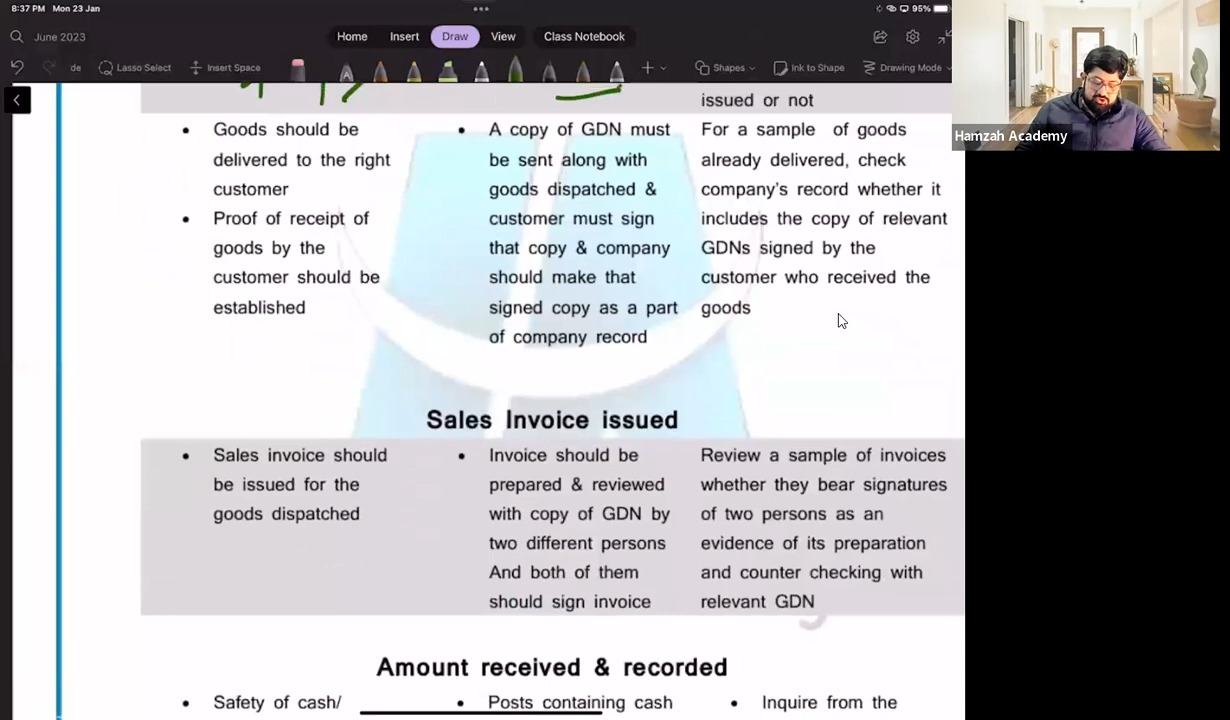 8:37 PM Mon 23 Jan
95%
June 2023
Home Insert Draw View Class Notebook
de Lasso Select Insert Space A Shapes Ink to Shape Drawing Mode
Hamzah Academy
issued or not
• Goods should be
delivered to the right
customer
• Proof of receipt of
goods by the
customer should be
established
• A copy of GDN must
be sent along with
goods dispatched &
customer must sign
that copy & company
should make that
signed copy as a part
of company record
For a sample of goods
already delivered, check
company's record whether it
includes the copy of relevant
GDNs signed by the
customer who received the
goods
Sales Invoice issued
• Sales invoice should
be issued for the
goods dispatched
• Invoice should be
prepared & reviewed
with copy of GDN by
two different persons
And both of them
should sign invoice
Review a sample of invoices
whether they bear signatures
of two persons as an
evidence of its preparation
and counter checking with
relevant GDN
Amount received & recorded
• Safety of cash/
• Posts containing cash
• Inquire from the